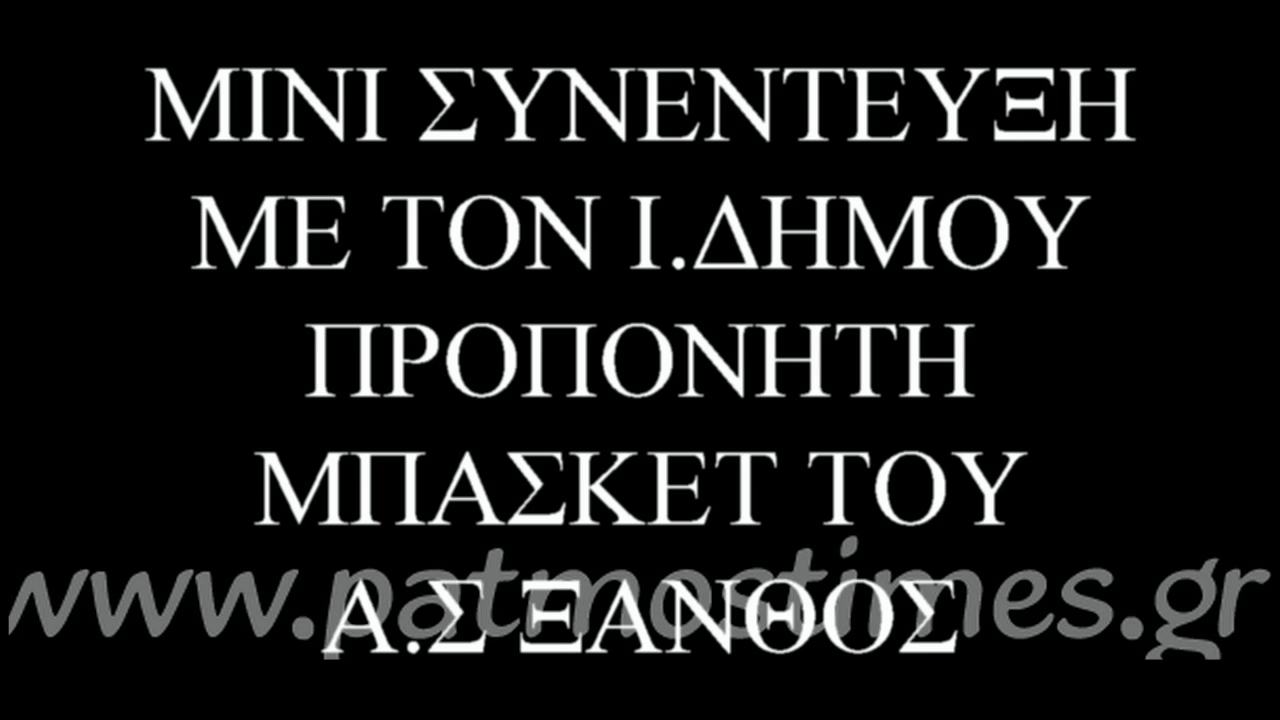 ΜΙΝΙ ΣΥΝΕΝΤΕΥΞΗ
ΜΕ ΤΟΝ Ι.ΔΗΜΟΥ
ΠΡΟΠΟΝΗΤΗ
ΜΠΑΣΚΕΤ ΤΟΥ
Α.Σ ΞΑΝΘΟΣ
www.patmostimes.gr